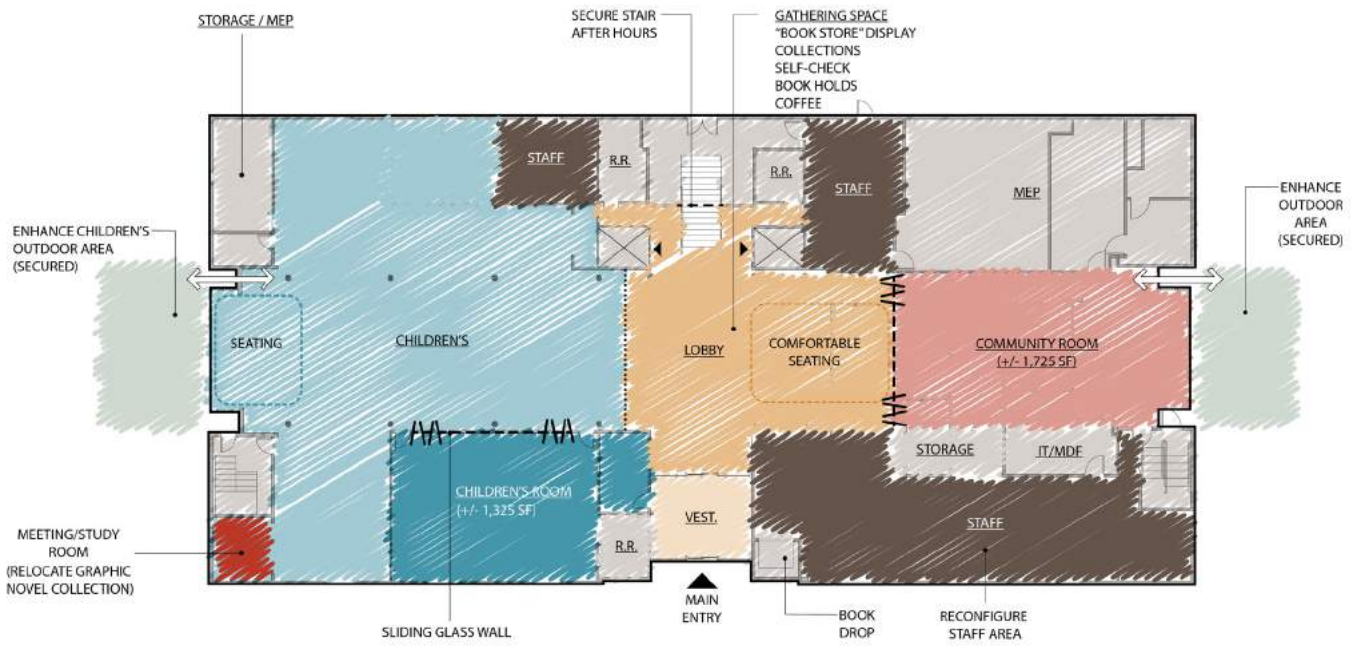 STORAGE / MEP
SECURE STAIR
AFTER HOURS
GATHERING SPACE
"BOOK STORE" DISPLAY
COLLECTIONS
SELF-CHECK
BOOK HOLDS
COFFEE
STAFF
R.R.
R.R.
STAFF
MEP
ENHANCE CHILDREN'S
OUTDOOR AREA
(SECURED)
ENHANCE
OUTDOOR
AREA
(SECURED)
SEATING
CHILDREN'S
LOBBY
COMFORTABLE
SEATING
COMMUNITY ROOM
(+/- 1,725 SF)
STORAGE
IT/MDF
CHILDREN'S ROOM
(+/- 1,325 SF)
VEST.
STAFF
R.R.
MEETING/STUDY
ROOM
(RELOCATE GRAPHIC
NOVEL COLLECTION)
SLIDING GLASS WALL
MAIN
ENTRY
BOOK
DROP
RECONFIGURE
STAFF AREA